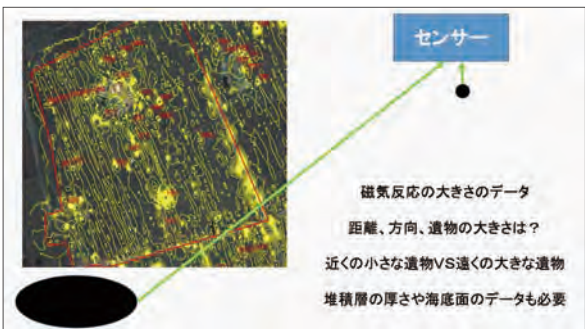 センサー
磁気反応の大きさのデータ
距離、方向、遺物の大きさは？
近くの小さな遺物VS遠くの大きな遺物
堆積層の厚さや海底面のデータも必要